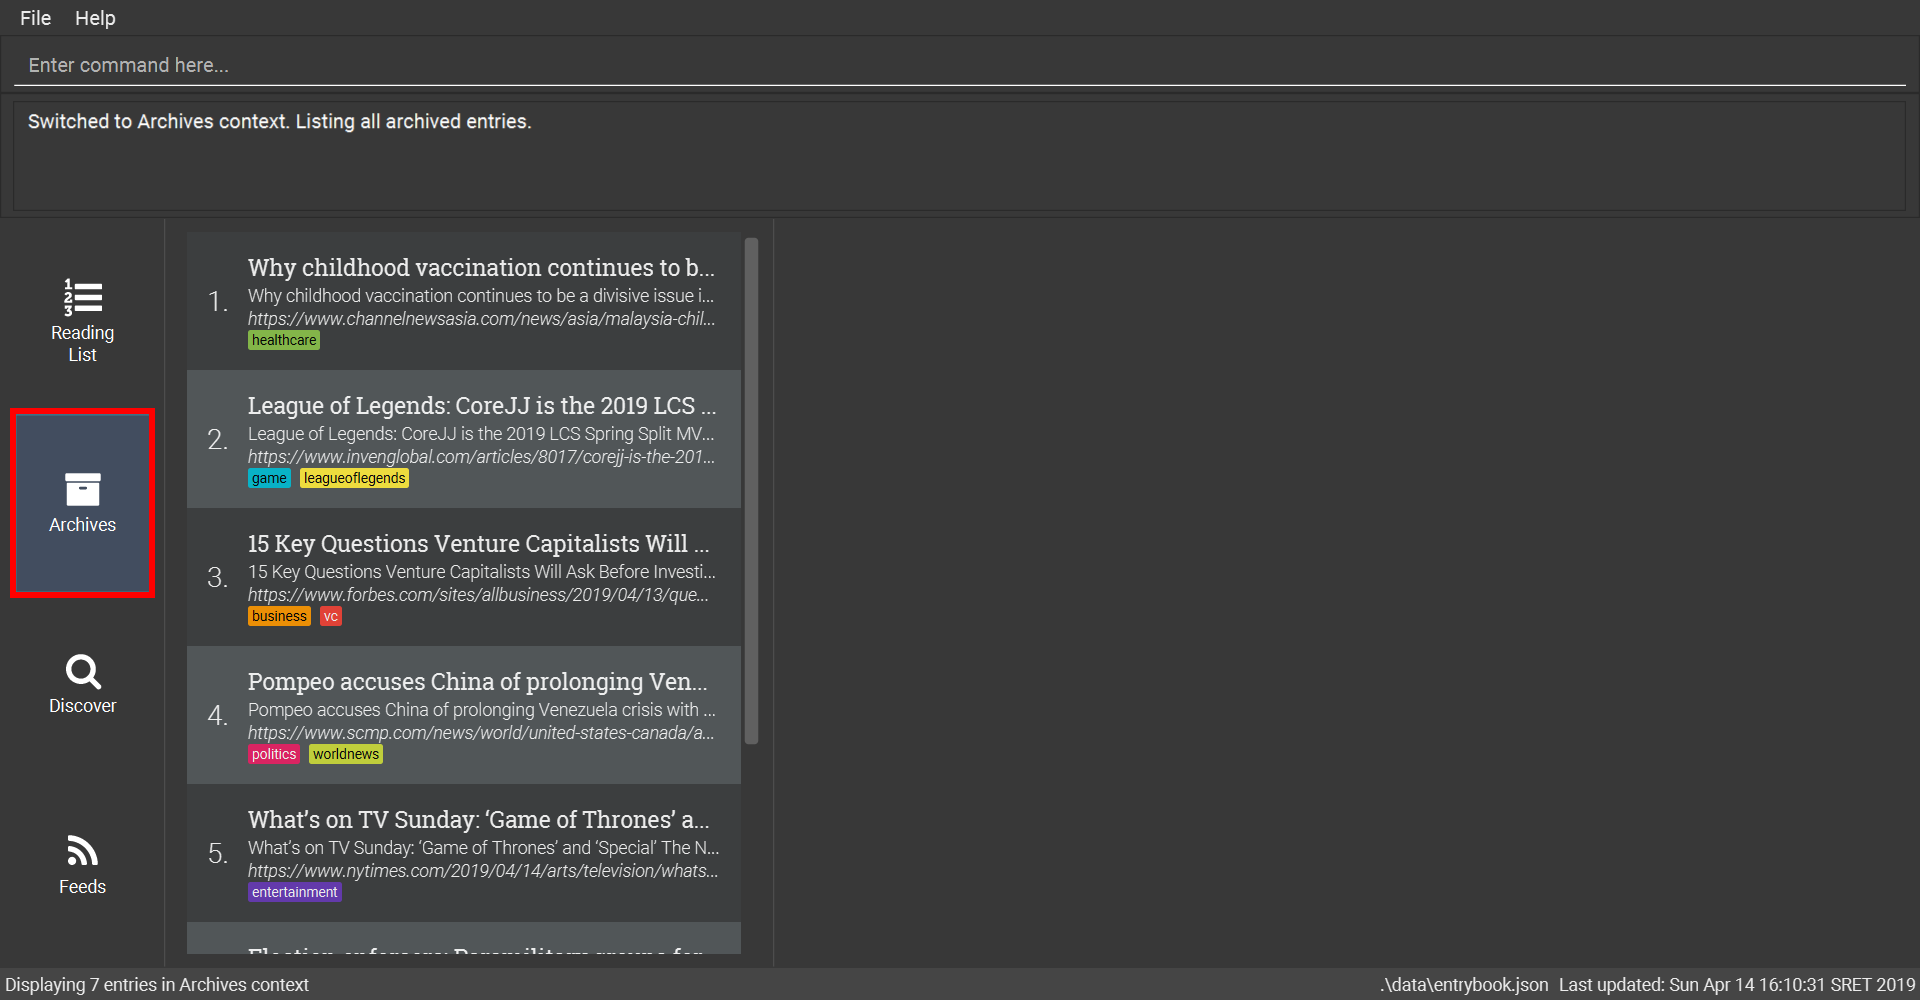 File Help
Enter command here...
Switched to Archives context. Listing all archived entries.
1
2
3
Reading
List
Archives
Discover
Feeds
1.
Why childhood vaccination continues to b...
Why childhood vaccination continues to be a divisive issue i...
https://www.channelnewsasia.com/news/asia/malaysia-chil...
healthcare
2.
League of Legends: CoreJJ is the 2019 LCS ...
League of Legends: CoreJJ is the 2019 LCS Spring Split MV...
https://www.invenglobal.com/articles/8017/corejj-is-the-201...
game leagueoflegends
3.
15 Key Questions Venture Capitalists Will ...
15 Key Questions Venture Capitalists Will Ask Before Investi...
https://www.forbes.com/sites/allbusiness/2019/04/13/que...
business vc
4.
Pompeo accuses China of prolonging Ven...
Pompeo accuses China of prolonging Venezuela crisis with ...
https://www.scmp.com/news/world/united-states-canada/a...
politics worldnews
5.
What’s on TV Sunday: ‘Game of Thrones’ a...
What’s on TV Sunday: ‘Game of Thrones’ and ‘Special’ The N...
https://www.nytimes.com/2019/04/14/arts/television/whats...
entertainment
Election enforcers: Paramilitary groups for...
Displaying 7 entries in Archives context
.\data\entrybook.json Last updated: Sun Apr 14 16:10:31 SRET 2019